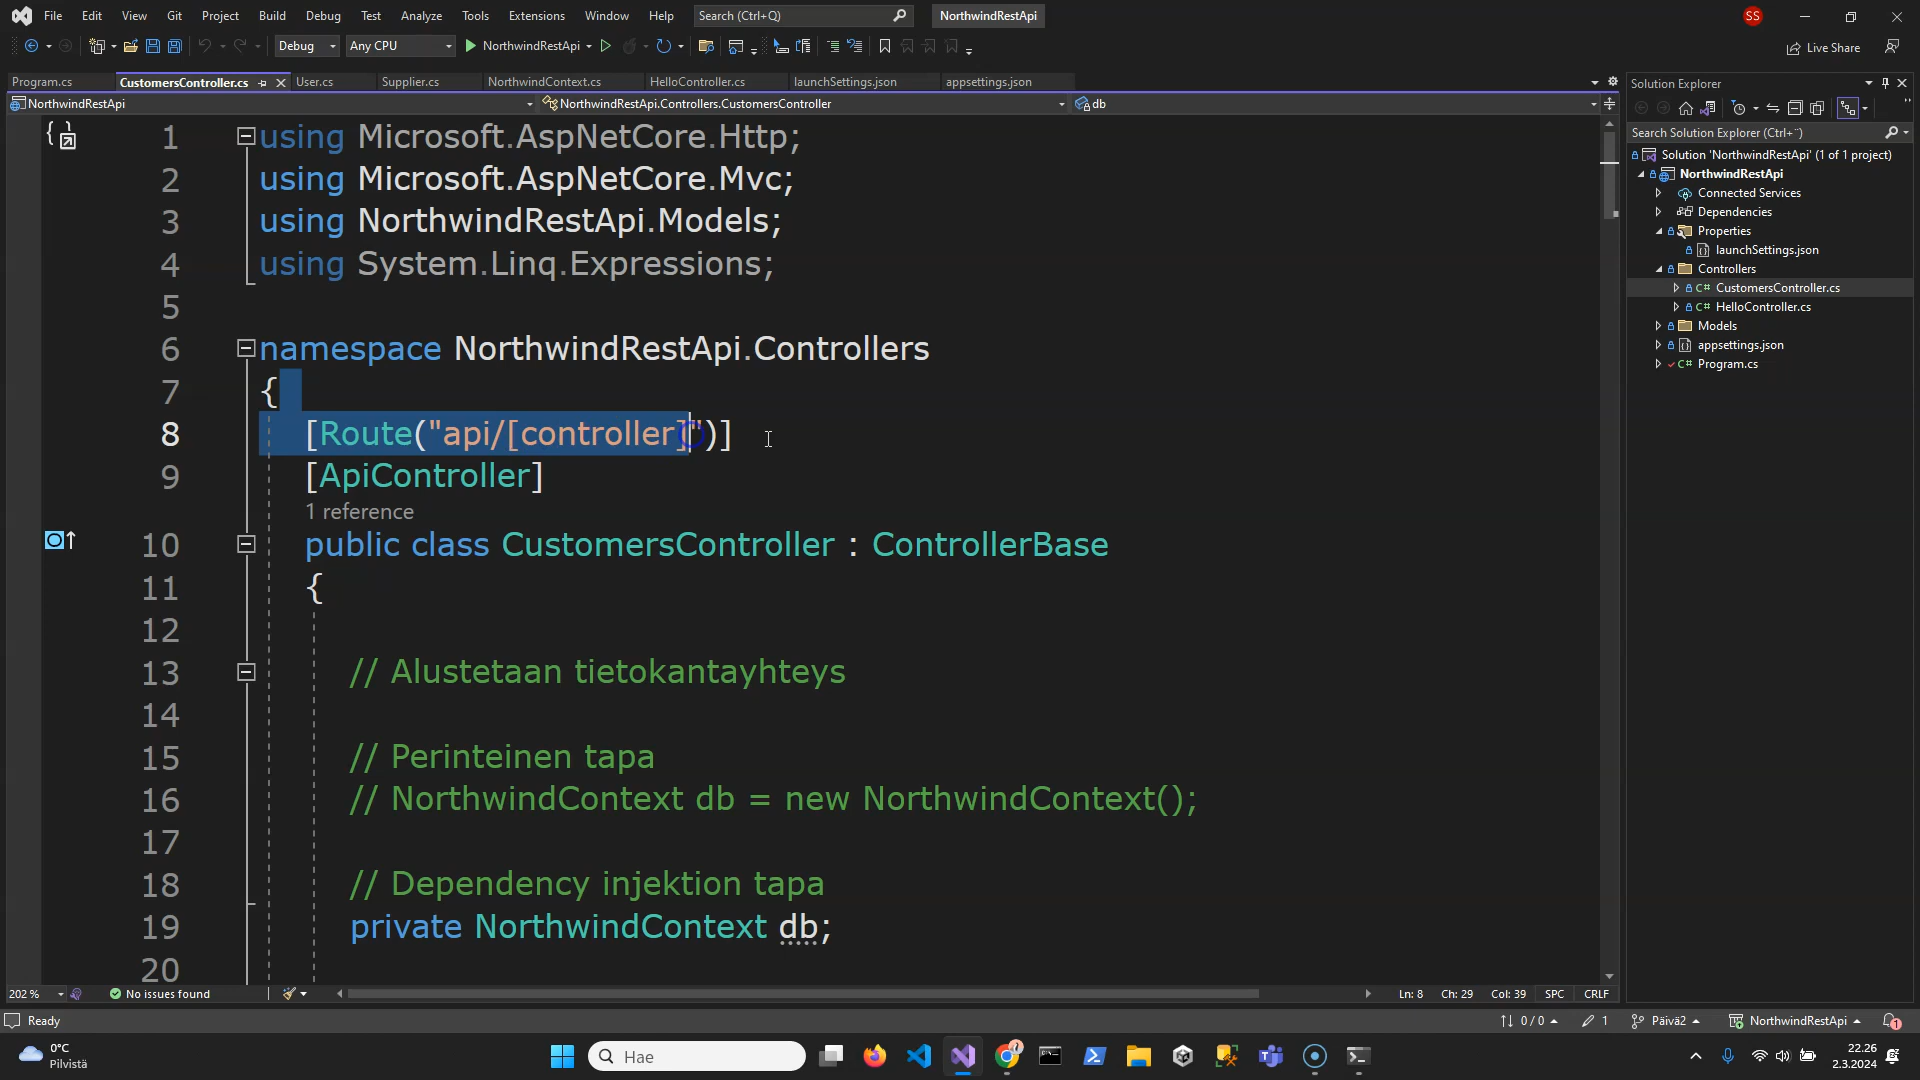 File Edit View Git Project Build Debug Test Analyze Tools Extensions Window Help Search (Ctrl+Q) NorthwindRestApi SS
Debug Any CPU NorthwindRestApi Live Share
Program.cs CustomersController.cs User.cs Supplier.cs NorthwindContext.cs HelloController.cs launchSettings.json appsettings.json
NorthwindRestApi NorthwindRestApi.Controllers.CustomersController db
1 using Microsoft.AspNetCore.Http;
2 using Microsoft.AspNetCore.Mvc;
3 using NorthwindRestApi.Models;
4 using System.Linq.Expressions;
5
6 namespace NorthwindRestApi.Controllers
7 {
8 [Route("api/[controller]")]
9 [ApiController]
1 reference
10 public class CustomersController : ControllerBase
11 {
12
13 // Alustetaan tietokantayhteys
14
15 // Perinteinen tapa
16 // NorthwindContext db = new NorthwindContext();
17
18 // Dependency injektion tapa
19 private NorthwindContext db;
20
202 % No issues found Ln: 8 Ch: 29 Col: 39 SPC CRLF
Solution Explorer
Search Solution Explorer (Ctrl+¨)
Solution 'NorthwindRestApi' (1 of 1 project)
NorthwindRestApi
Connected Services
Dependencies
Properties
launchSettings.json
Controllers
CustomersController.cs
HelloController.cs
Models
appsettings.json
Program.cs
Ready 0 / 0 1 Päivä2 NorthwindRestApi 1
0°C
Pilvistä
Hae
22.26
2.3.2024